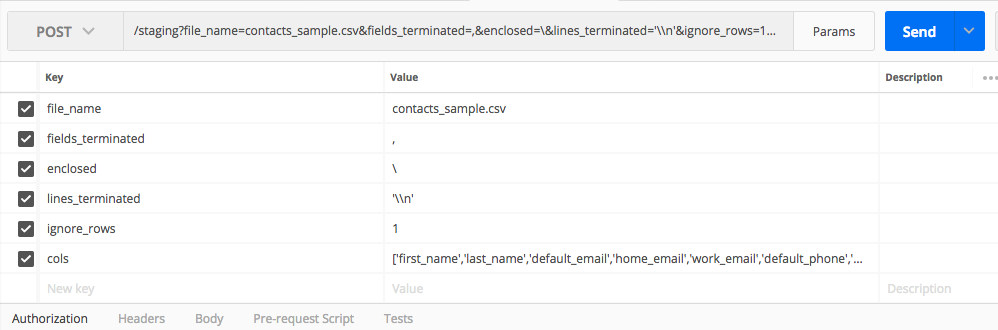 POST /staging?file_name=contacts_sample.csv&fields_terminated=,&enclosed=\&lines_terminated='\\n'&ignore_rows=1... Params Send
Key Value Description
file_name contacts_sample.csv
fields_terminated ,
enclosed \
lines_terminated '\\n'
ignore_rows 1
cols ['first_name','last_name','default_email','home_email','work_email','default_phone','...
New key Value Description
Authorization Headers Body Pre-request Script Tests